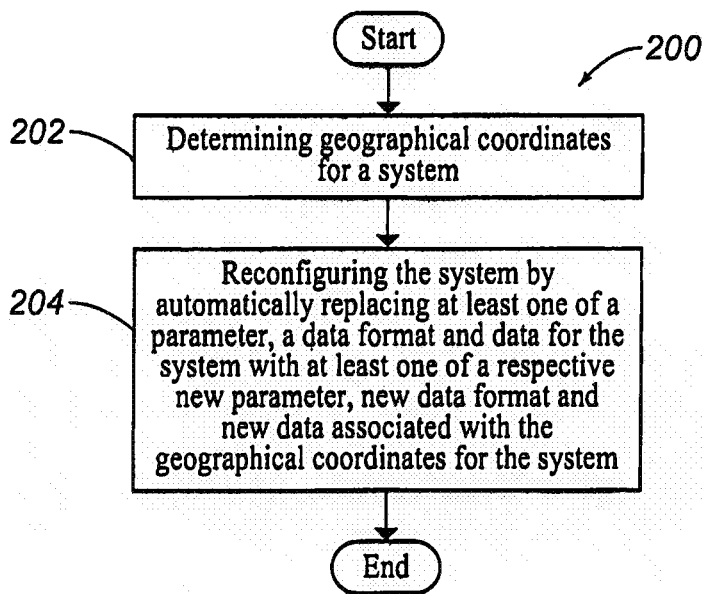 Start
200
202
Determining geographical coordinates
for a system
204
Reconfiguring the system by
automatically replacing at least one of a
parameter, a data format and data for the
system with at least one of a respective
new parameter, new data format and
new data associated with the
geographical coordinates for the system
End